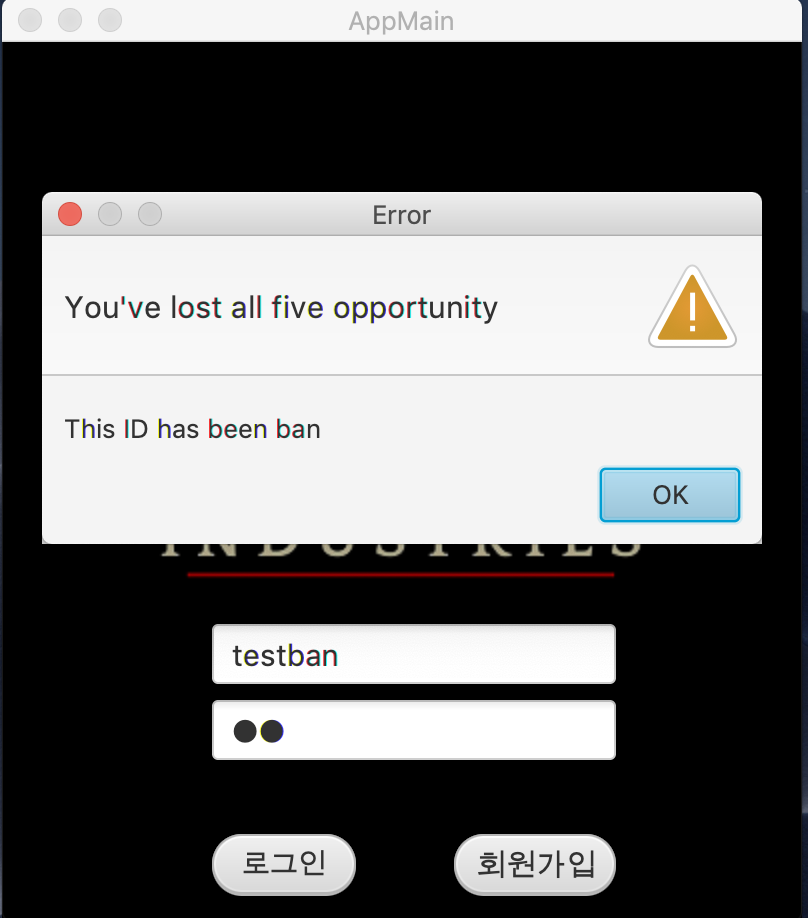 AppMain
Error
You've lost all five opportunity
This ID has been ban
OK
INDUSTRIES
testban
로그인
회원가입